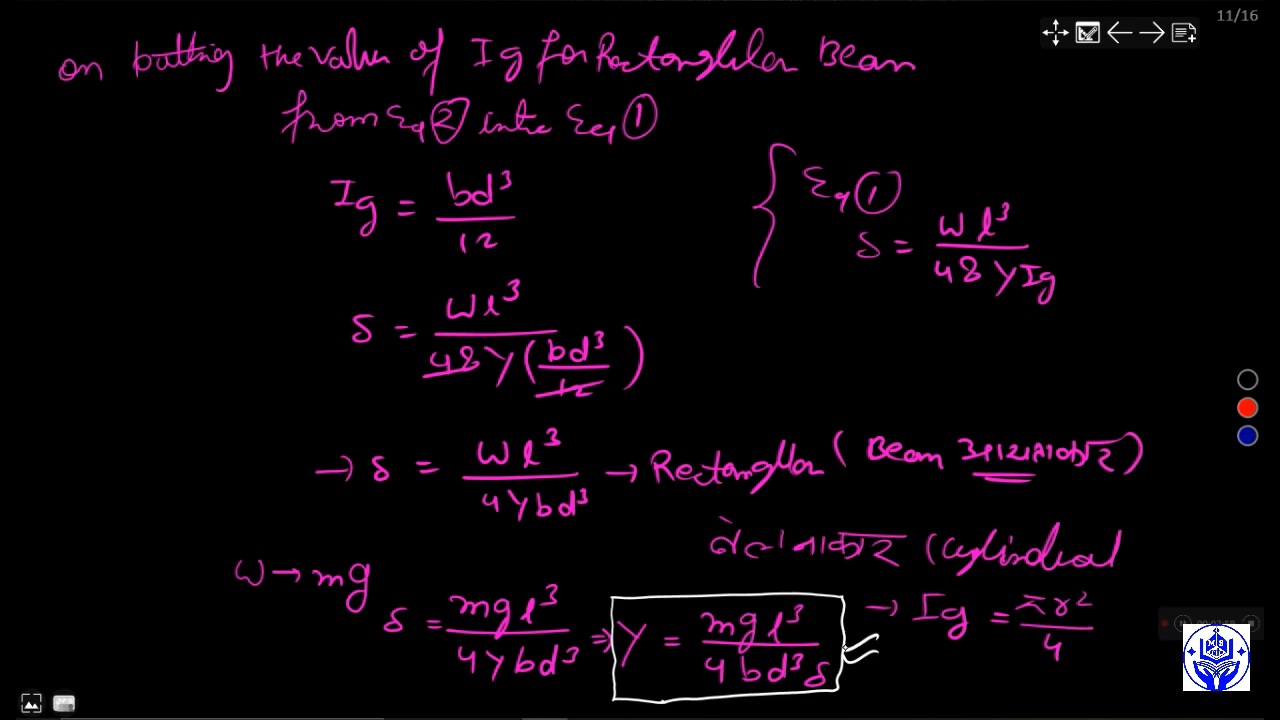 11/16
on butting the value of Ig for Rectangular Beam
from Eq ② into Eq ①
Ig = bd³/12
{ Eq ①
δ = Wl³/48YIg
δ = Wl³/48Y(bd³/12)
→ δ = Wl³/4Ybd³ → Rectangular (Beam आयताकार)
बेलनाकार (Cylindrical
W → mg
δ = mgl³/4Ybd³ ⇒ Y = mgl³/4bd³δ
→ Ig = πr²/4